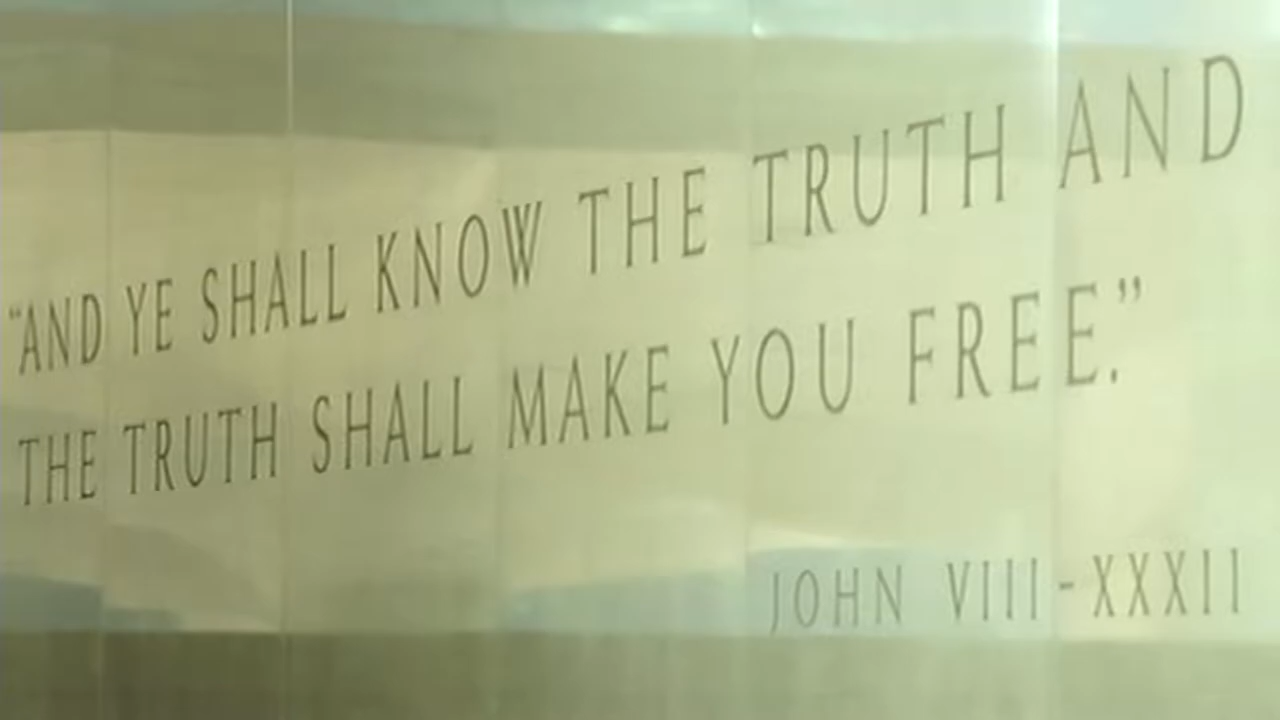 “AND YE SHALL KNOW THE TRUTH AND
THE TRUTH SHALL MAKE YOU FREE.”
JOHN VIII-XXXII